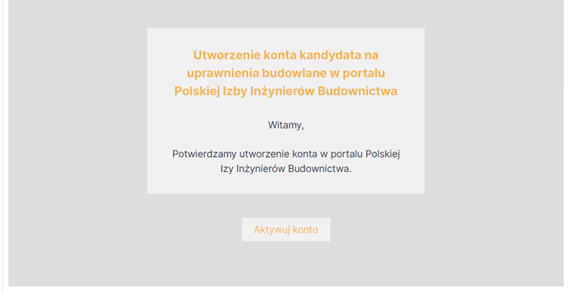 Utworzenie konta kandydata na
uprawnienia budowlane w portalu
Polskiej Izby Inżynierów Budownictwa
Witamy,
Potwierdzamy utworzenie konta w portalu Polskiej
Izy Inżynierów Budownictwa.
Aktywuj konto